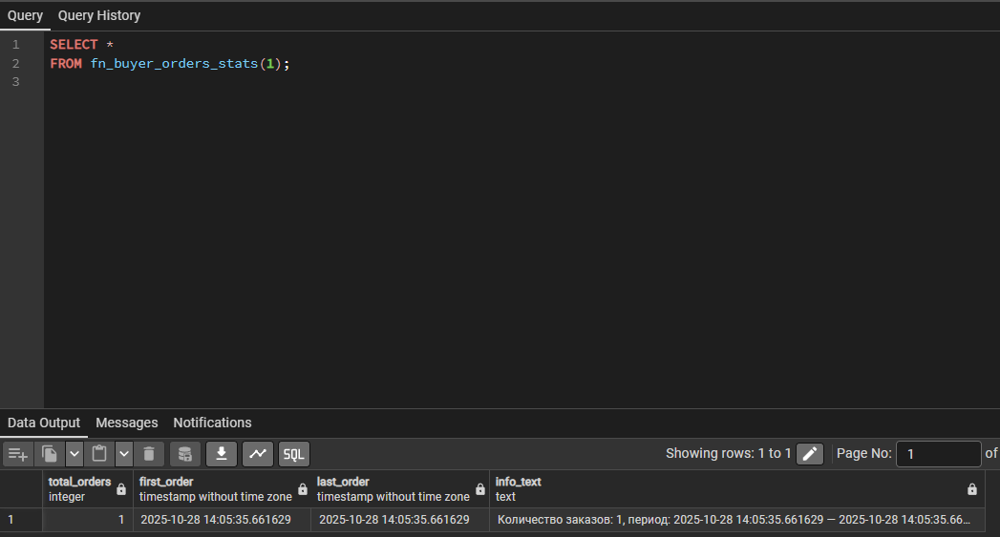 Query Query History
1 SELECT *
2 FROM fn_buyer_orders_stats(1);
3
Data Output Messages Notifications
SQL Showing rows: 1 to 1 Page No: 1 of
total_orders first_order last_order info_text
integer timestamp without time zone timestamp without time zone text
1 1 2025-10-28 14:05:35.661629 2025-10-28 14:05:35.661629 Количество заказов: 1, период: 2025-10-28 14:05:35.661629 — 2025-10-28 14:05:35.66…